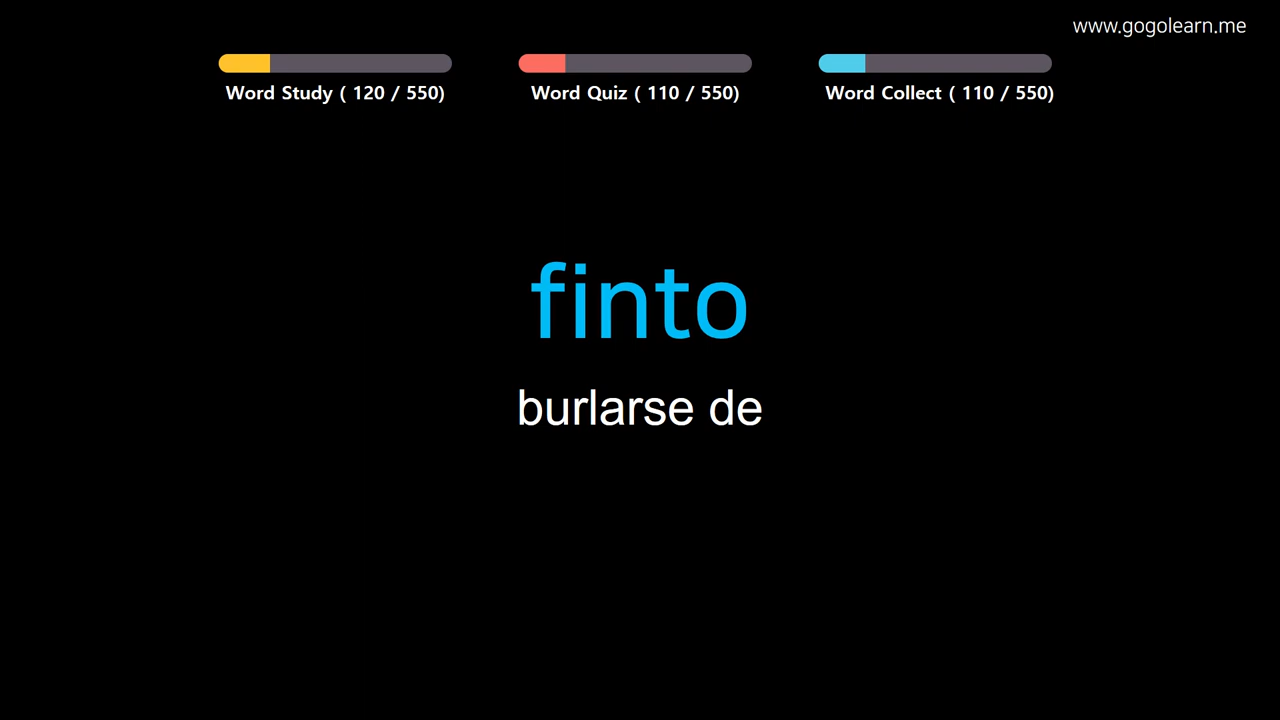 www.gogolearn.me
Word Study ( 120 / 550)
Word Quiz ( 110 / 550)
Word Collect ( 110 / 550)
finto
burlarse de